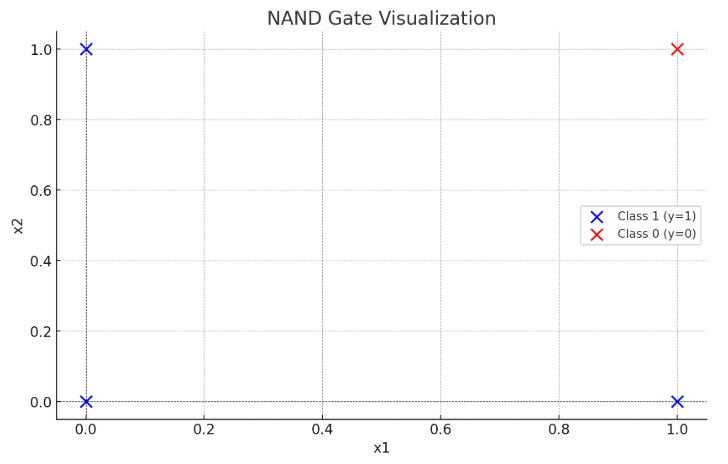 NAND Gate Visualization
1.0
0.8
0.6
0.4
0.2
0.0
x2
Class 1 (y=1)
Class 0 (y=0)
0.0 0.2 0.4 0.6 0.8 1.0
x1